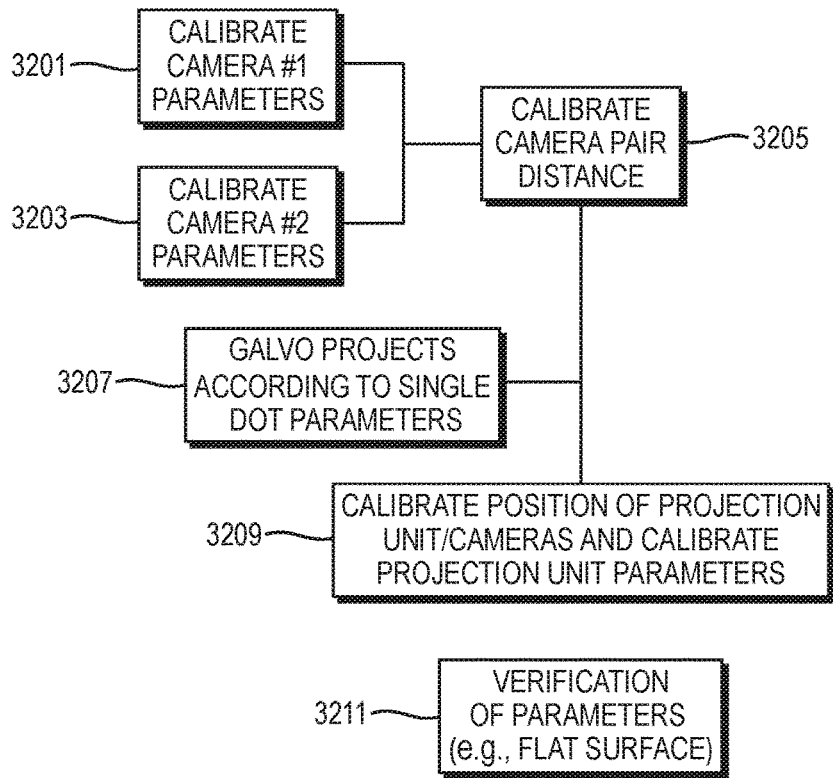 3201
CALIBRATE
CAMERA #1
PARAMETERS
3203
CALIBRATE
CAMERA #2
PARAMETERS
CALIBRATE
CAMERA PAIR
DISTANCE
3205
3207
GALVO PROJECTS
ACCORDING TO SINGLE
DOT PARAMETERS
3209
CALIBRATE POSITION OF PROJECTION
UNIT/CAMERAS AND CALIBRATE
PROJECTION UNIT PARAMETERS
3211
VERIFICATION
OF PARAMETERS
(e.g., FLAT SURFACE)